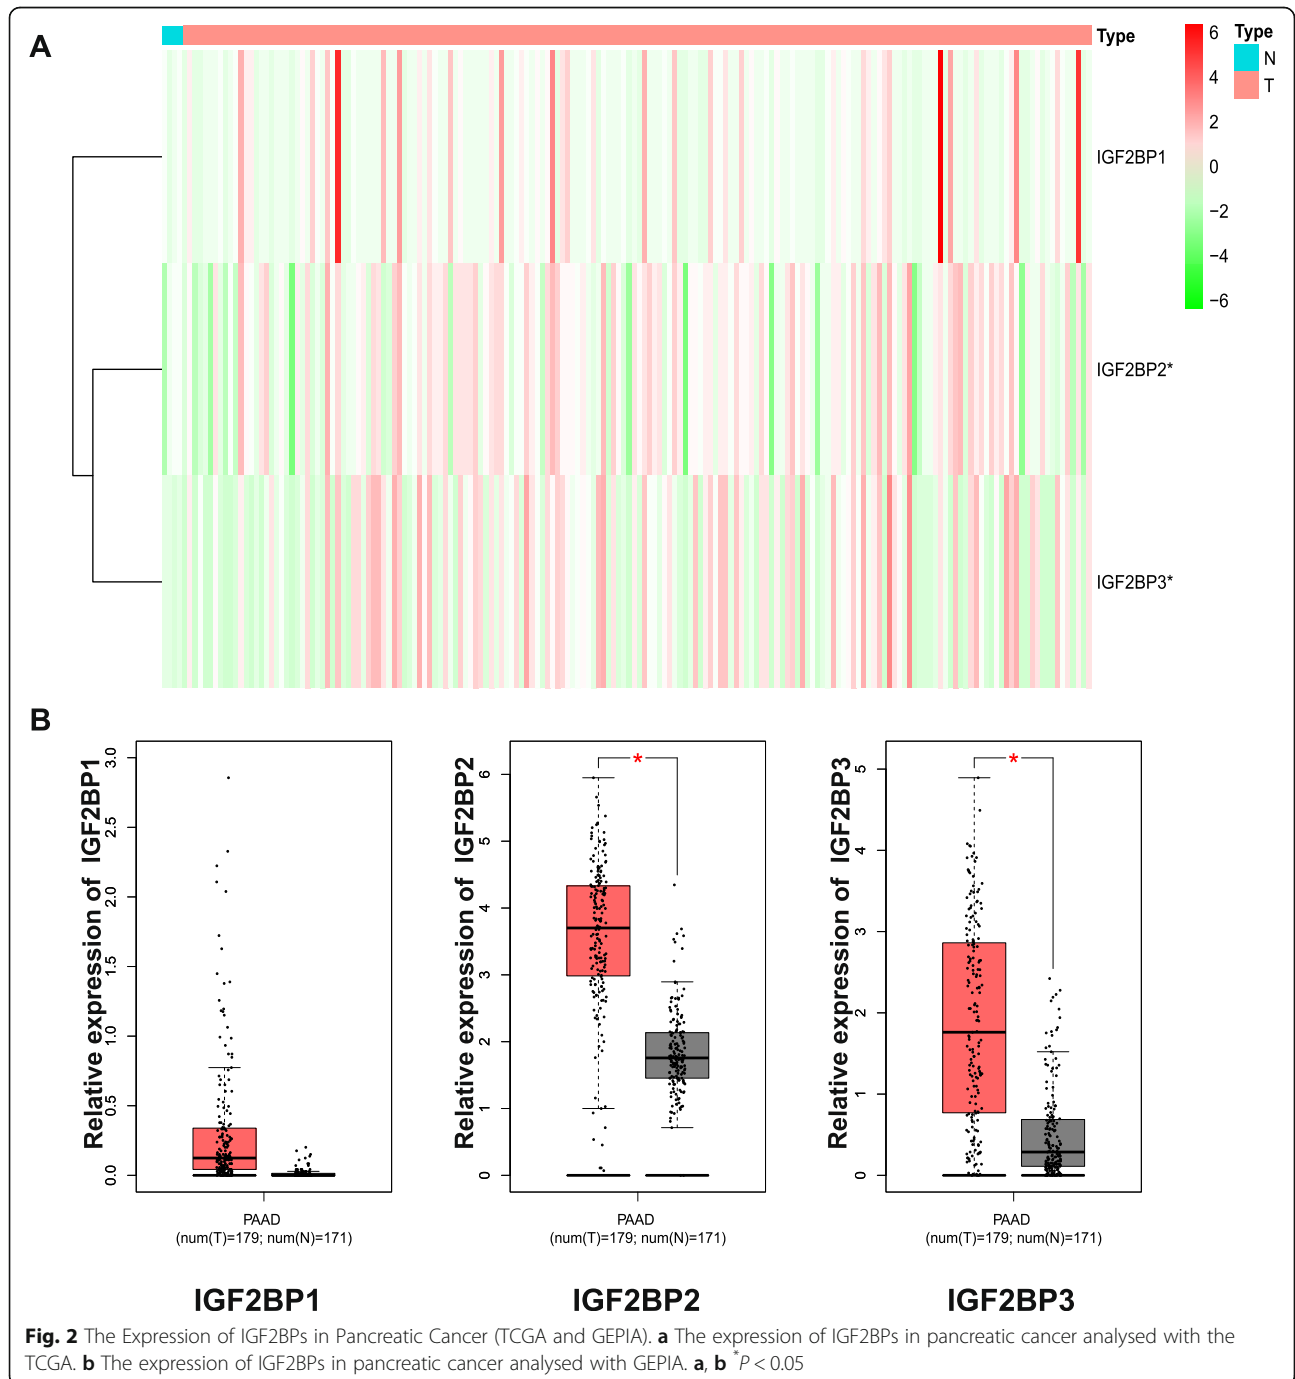 A
Type
IGF2BP1
IGF2BP2*
IGF2BP3*
6
4
2
0
−2
−4
−6
Type
N
T
B
Relative expression of IGF2BP1
0.0
0.5
1.0
1.5
2.0
2.5
3.0
PAAD
(num(T)=179; num(N)=171)
IGF2BP1
Relative expression of IGF2BP2
0
1
2
3
4
5
6
*
PAAD
(num(T)=179; num(N)=171)
IGF2BP2
Relative expression of IGF2BP3
0
1
2
3
4
5
*
PAAD
(num(T)=179; num(N)=171)
IGF2BP3
Fig. 2 The Expression of IGF2BPs in Pancreatic Cancer (TCGA and GEPIA). a The expression of IGF2BPs in pancreatic cancer analysed with the
TCGA. b The expression of IGF2BPs in pancreatic cancer analysed with GEPIA. a, b *P < 0.05